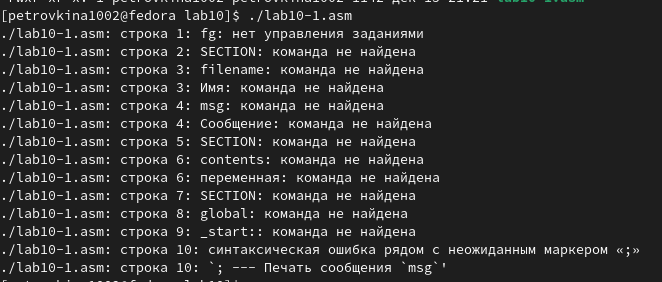 [petrovkina1002@fedora lab10]$ ./lab10-1.asm
./lab10-1.asm: строка 1: fg: нет управления заданиями
./lab10-1.asm: строка 2: SECTION: команда не найдена
./lab10-1.asm: строка 3: filename: команда не найдена
./lab10-1.asm: строка 3: Имя: команда не найдена
./lab10-1.asm: строка 4: msg: команда не найдена
./lab10-1.asm: строка 4: Сообщение: команда не найдена
./lab10-1.asm: строка 5: SECTION: команда не найдена
./lab10-1.asm: строка 6: contents: команда не найдена
./lab10-1.asm: строка 6: переменная: команда не найдена
./lab10-1.asm: строка 7: SECTION: команда не найдена
./lab10-1.asm: строка 8: global: команда не найдена
./lab10-1.asm: строка 9: _start:: команда не найдена
./lab10-1.asm: строка 10: синтаксическая ошибка рядом с неожиданным маркером «;»
./lab10-1.asm: строка 10: `; --- Печать сообщения `msg`'